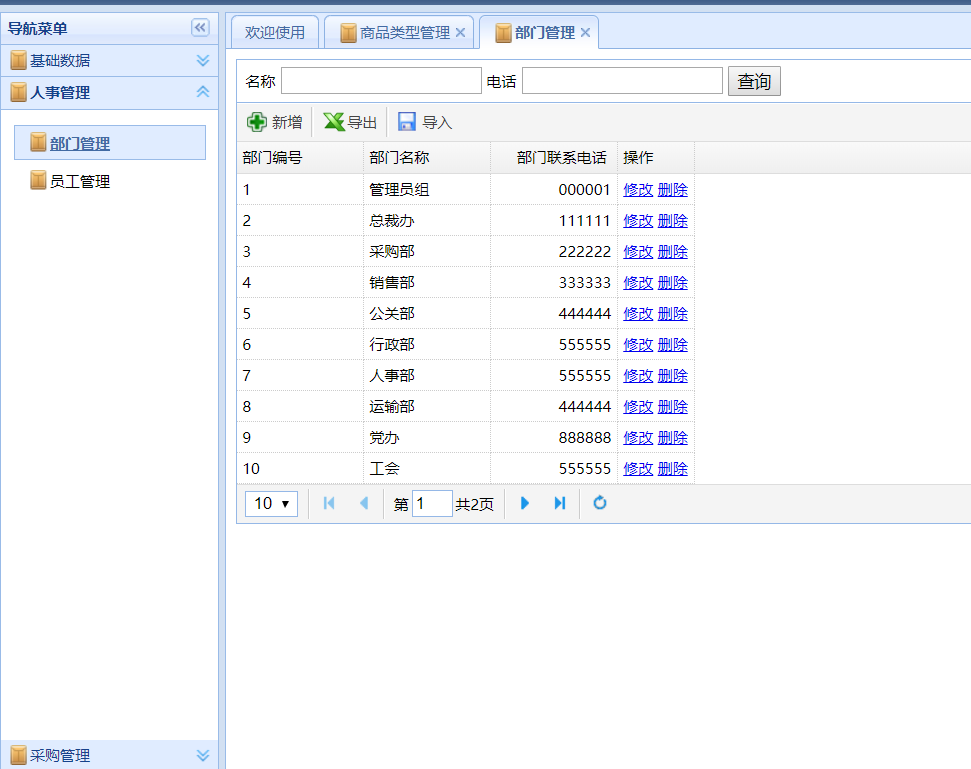 导航菜单
基础数据
人事管理
部门管理
员工管理
采购管理
欢迎使用 商品类型管理 部门管理
名称 电话 查询
新增 导出 导入
部门编号 部门名称 部门联系电话 操作
1 管理员组 000001 修改 删除
2 总裁办 111111 修改 删除
3 采购部 222222 修改 删除
4 销售部 333333 修改 删除
5 公关部 444444 修改 删除
6 行政部 555555 修改 删除
7 人事部 555555 修改 删除
8 运输部 444444 修改 删除
9 党办 888888 修改 删除
10 工会 555555 修改 删除
10 第 1 共2页